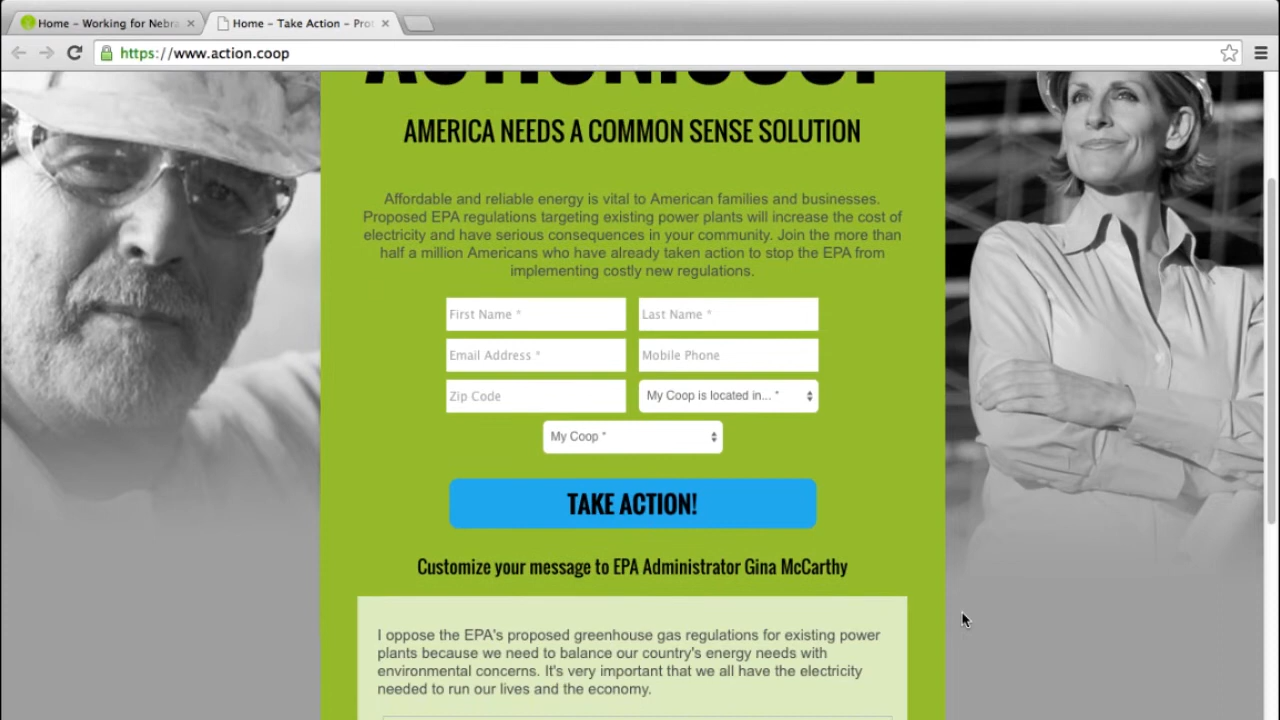 Home – Working for Nebra
Home – Take Action – Prot
https://www.action.coop
AMERICA NEEDS A COMMON SENSE SOLUTION
Affordable and reliable energy is vital to American families and businesses.
Proposed EPA regulations targeting existing power plants will increase the cost of
electricity and have serious consequences in your community. Join the more than
half a million Americans who have already taken action to stop the EPA from
implementing costly new regulations.
First Name * Last Name *
Email Address * Mobile Phone
Zip Code My Coop is located in... *
My Coop *
TAKE ACTION!
Customize your message to EPA Administrator Gina McCarthy
I oppose the EPA's proposed greenhouse gas regulations for existing power
plants because we need to balance our country's energy needs with
environmental concerns. It's very important that we all have the electricity
needed to run our lives and the economy.